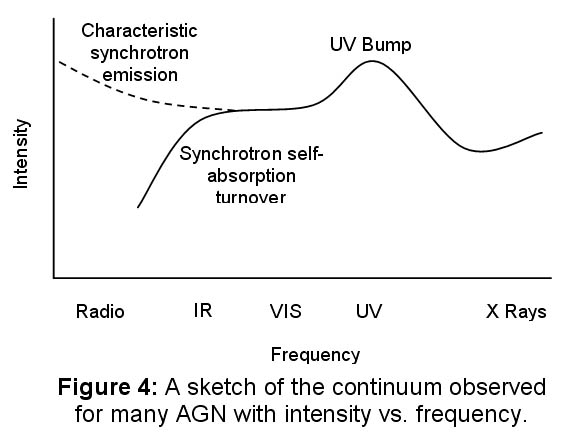 Characteristic
synchrotron
emission
UV Bump
Synchrotron self-
absorption
turnover
Intensity
Radio IR VIS UV X Rays
Frequency
Figure 4: A sketch of the continuum observed
for many AGN with intensity vs. frequency.